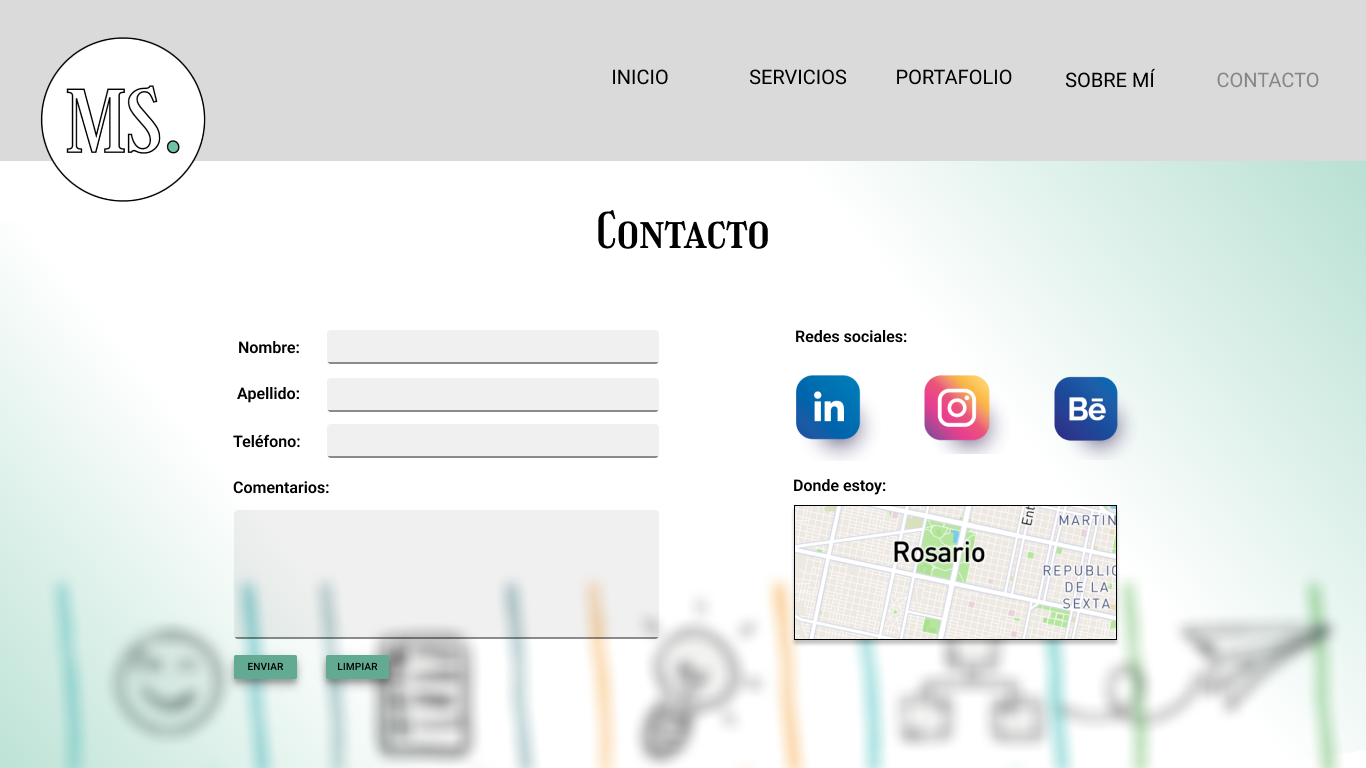 MS.
INICIO SERVICIOS PORTAFOLIO SOBRE MÍ CONTACTO
Contacto
Nombre:
Apellido:
Teléfono:
Comentarios:
ENVIAR LIMPIAR
Redes sociales:
in Bē
Donde estoy:
Ent
MARTIN
Rosario
REPUBLIC
DE LA
SEXTA